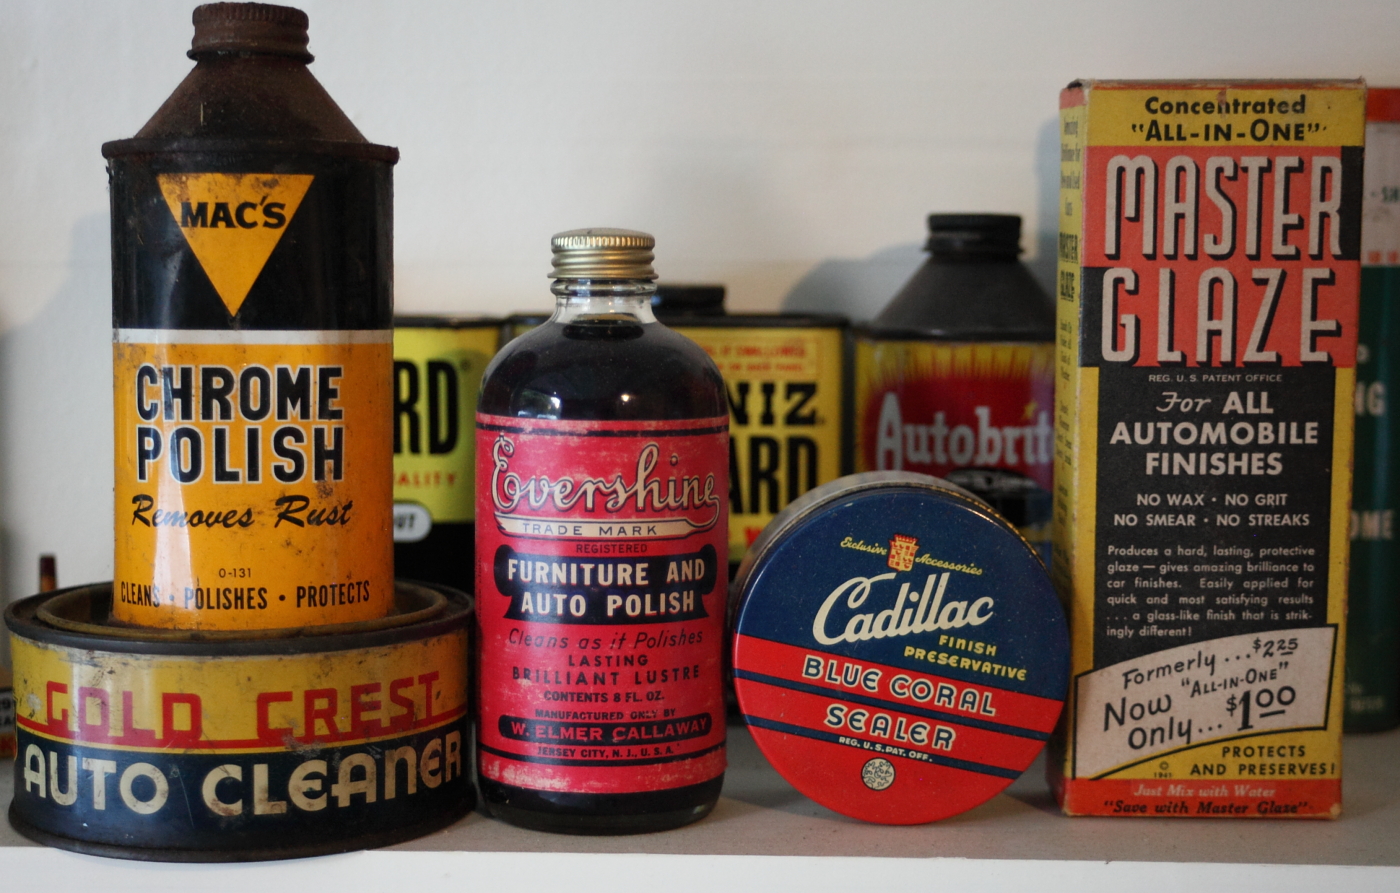 MAC'S
CHROME
POLISH
Removes Rust
O-131
CLEANS · POLISHES · PROTECTS
GOLD CREST
AUTO CLEANER
RD
ALITY
Evershine
TRADE MARK
REGISTERED
FURNITURE AND
AUTO POLISH
Cleans as it Polishes
LASTING
BRILLIANT LUSTRE
CONTENTS 8 FL. OZ.
MANUFACTURED ONLY BY
W. ELMER CALLAWAY
JERSEY CITY, N. J., U. S. A.
NIZ
ARD
Autobrit
Exclusive Accessories
Cadillac
FINISH
PRESERVATIVE
BLUE CORAL
SEALER
REG. U.S. PAT. OFF.
Concentrated
"ALL-IN-ONE"
MASTER
GLAZE
REG. U. S. PATENT OFFICE
For ALL
AUTOMOBILE
FINISHES
NO WAX · NO GRIT
NO SMEAR · NO STREAKS
Produces a hard, lasting, protective
glaze — gives amazing brilliance to
car finishes. Easily applied for
quick and most satisfying results
. . . a glass-like finish that is strik-
ingly different!
Formerly ... $2.25
Now "ALL-IN-ONE"
Only... $1.00
PROTECTS
AND PRESERVES!
Just Mix with Water
"Save with Master Glaze"